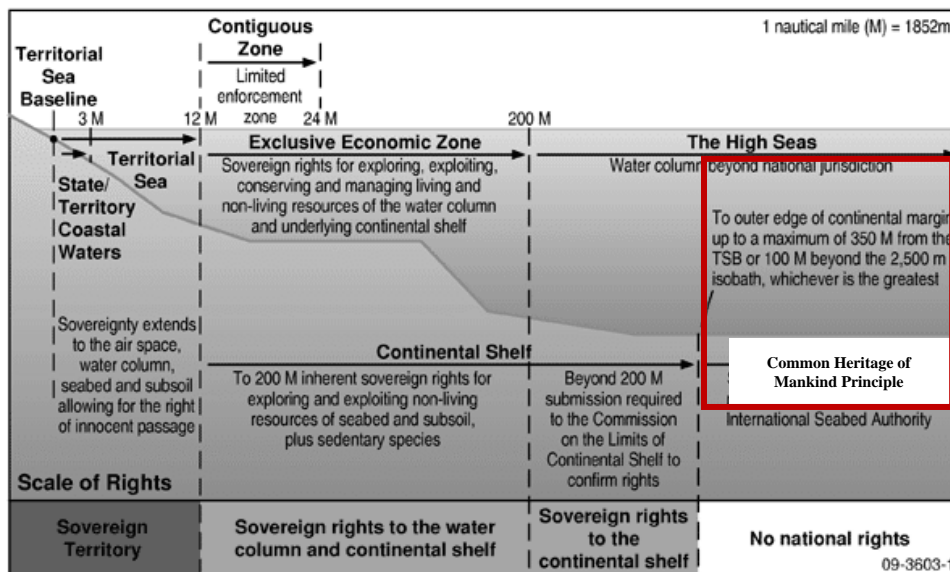 Contiguous
Zone
1 nautical mile (M) = 1852m
Territorial
Sea
Baseline
Limited
enforcement
zone
3 M
12 M
24 M
200 M
Exclusive Economic Zone
The High Seas
Territorial
Sea
Sovereign rights for exploring, exploiting,
conserving and managing living and
non-living resources of the water column
and underlying continental shelf
Water column beyond national jurisdiction
State/
Territory
Coastal
Waters
To outer edge of continental margin
up to a maximum of 350 M from the
TSB or 100 M beyond the 2,500 m
isobath, whichever is the greatest
Sovereignty extends
to the air space,
water column,
seabed and subsoil
allowing for the right
of innocent passage
Continental Shelf
Common Heritage of
Mankind Principle
To 200 M inherent sovereign rights for
exploring and exploiting non-living
resources of seabed and subsoil,
plus sedentary species
Beyond 200 M
submission required
to the Commission
on the Limits of
Continental Shelf to
confirm rights
International Seabed Authority
Scale of Rights
Sovereign
Territory
Sovereign rights to the water
column and continental shelf
Sovereign rights
to the
continental shelf
No national rights
09-3603-1